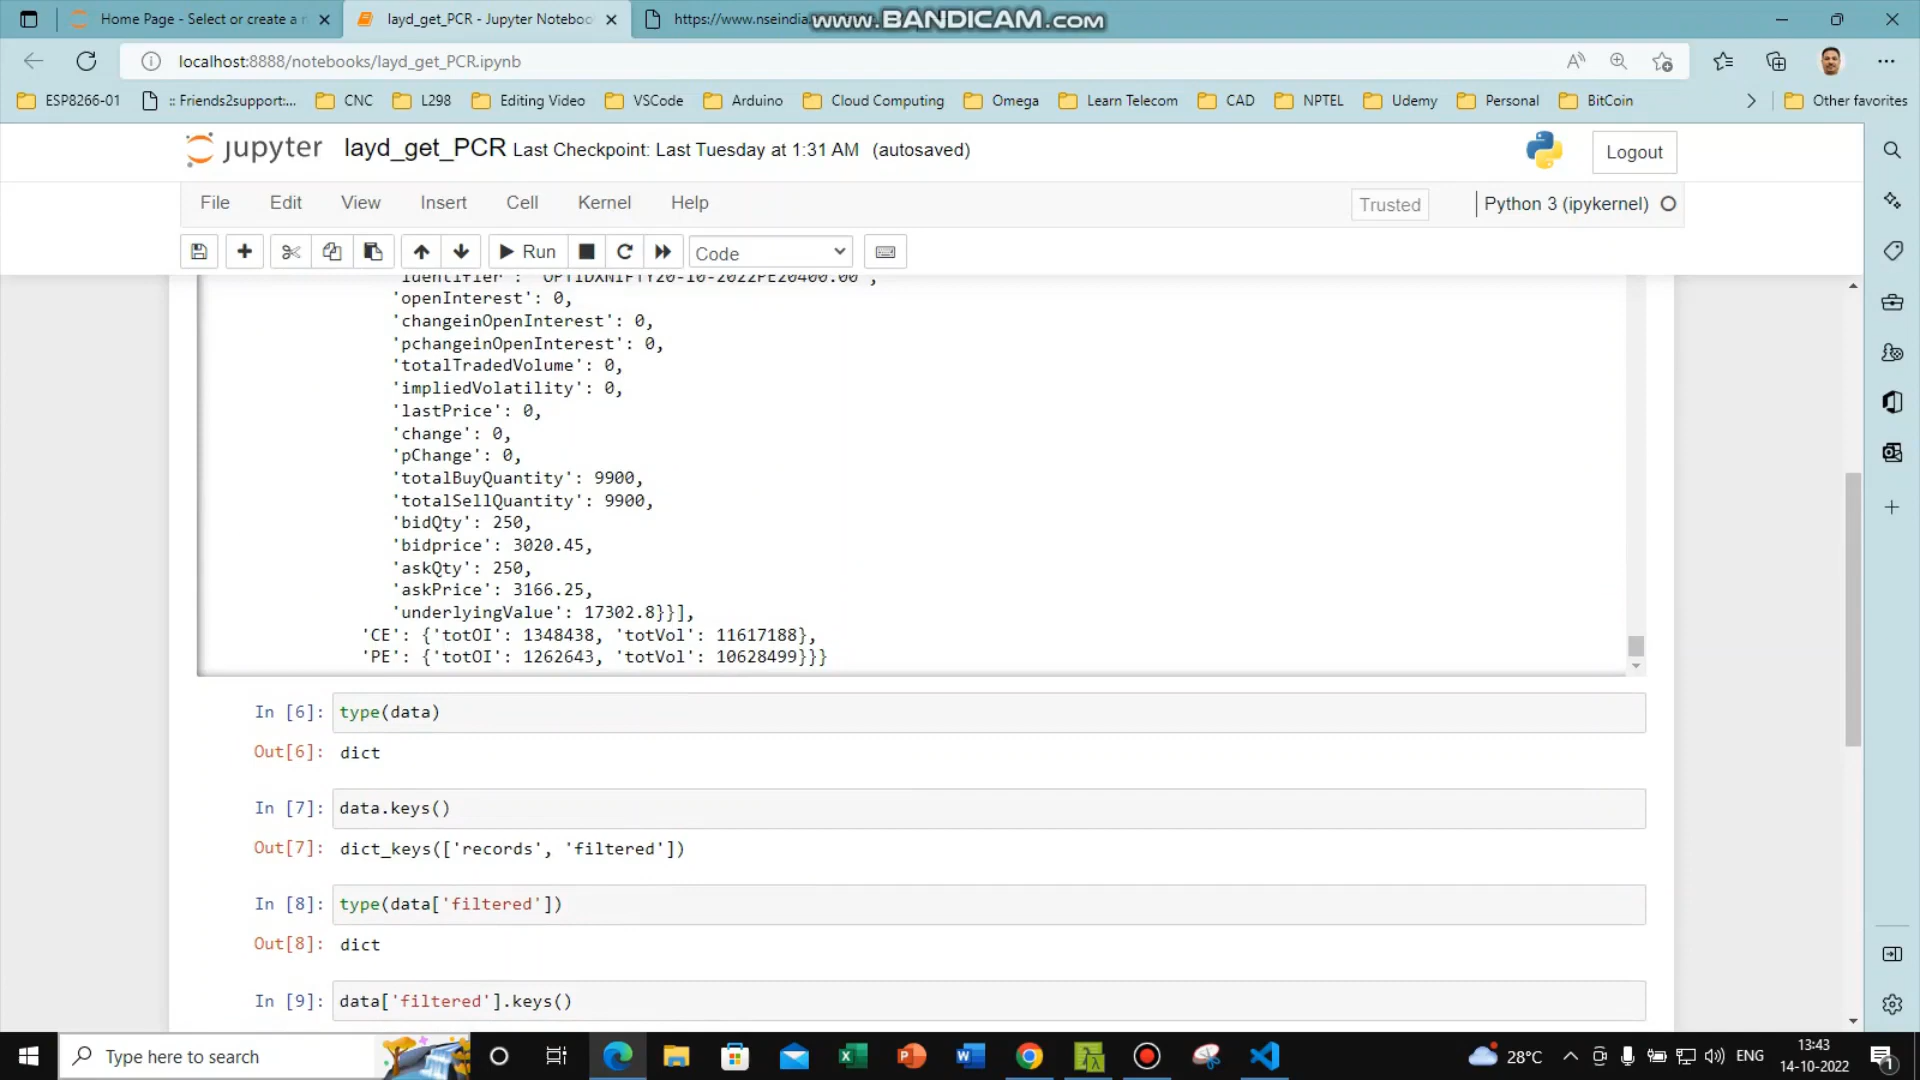 Home Page - Select or create a
layd_get_PCR - Jupyter Notebo
https://www.nseindia.
www.BANDICAM.com
localhost:8888/notebooks/layd_get_PCR.ipynb
ESP8266-01
:: Friends2support:...
CNC
L298
Editing Video
VSCode
Arduino
Cloud Computing
Omega
Learn Telecom
CAD
NPTEL
Udemy
Personal
BitCoin
Other favorites
jupyter layd_get_PCR Last Checkpoint: Last Tuesday at 1:31 AM (autosaved)
Logout
File Edit View Insert Cell Kernel Help
Trusted
Python 3 (ipykernel)
Run
Code
'identifier': 'OPTIDXNIFTY20-10-2022PE20400.00',
'openInterest': 0,
'changeinOpenInterest': 0,
'pchangeinOpenInterest': 0,
'totalTradedVolume': 0,
'impliedVolatility': 0,
'lastPrice': 0,
'change': 0,
'pChange': 0,
'totalBuyQuantity': 9900,
'totalSellQuantity': 9900,
'bidQty': 250,
'bidprice': 3020.45,
'askQty': 250,
'askPrice': 3166.25,
'underlyingValue': 17302.8}}],
'CE': {'totOI': 1348438, 'totVol': 11617188},
'PE': {'totOI': 1262643, 'totVol': 10628499}}}
In [6]: type(data)
Out[6]: dict
In [7]: data.keys()
Out[7]: dict_keys(['records', 'filtered'])
In [8]: type(data['filtered'])
Out[8]: dict
In [9]: data['filtered'].keys()
Type here to search
28°C
ENG
13:43
14-10-2022
1